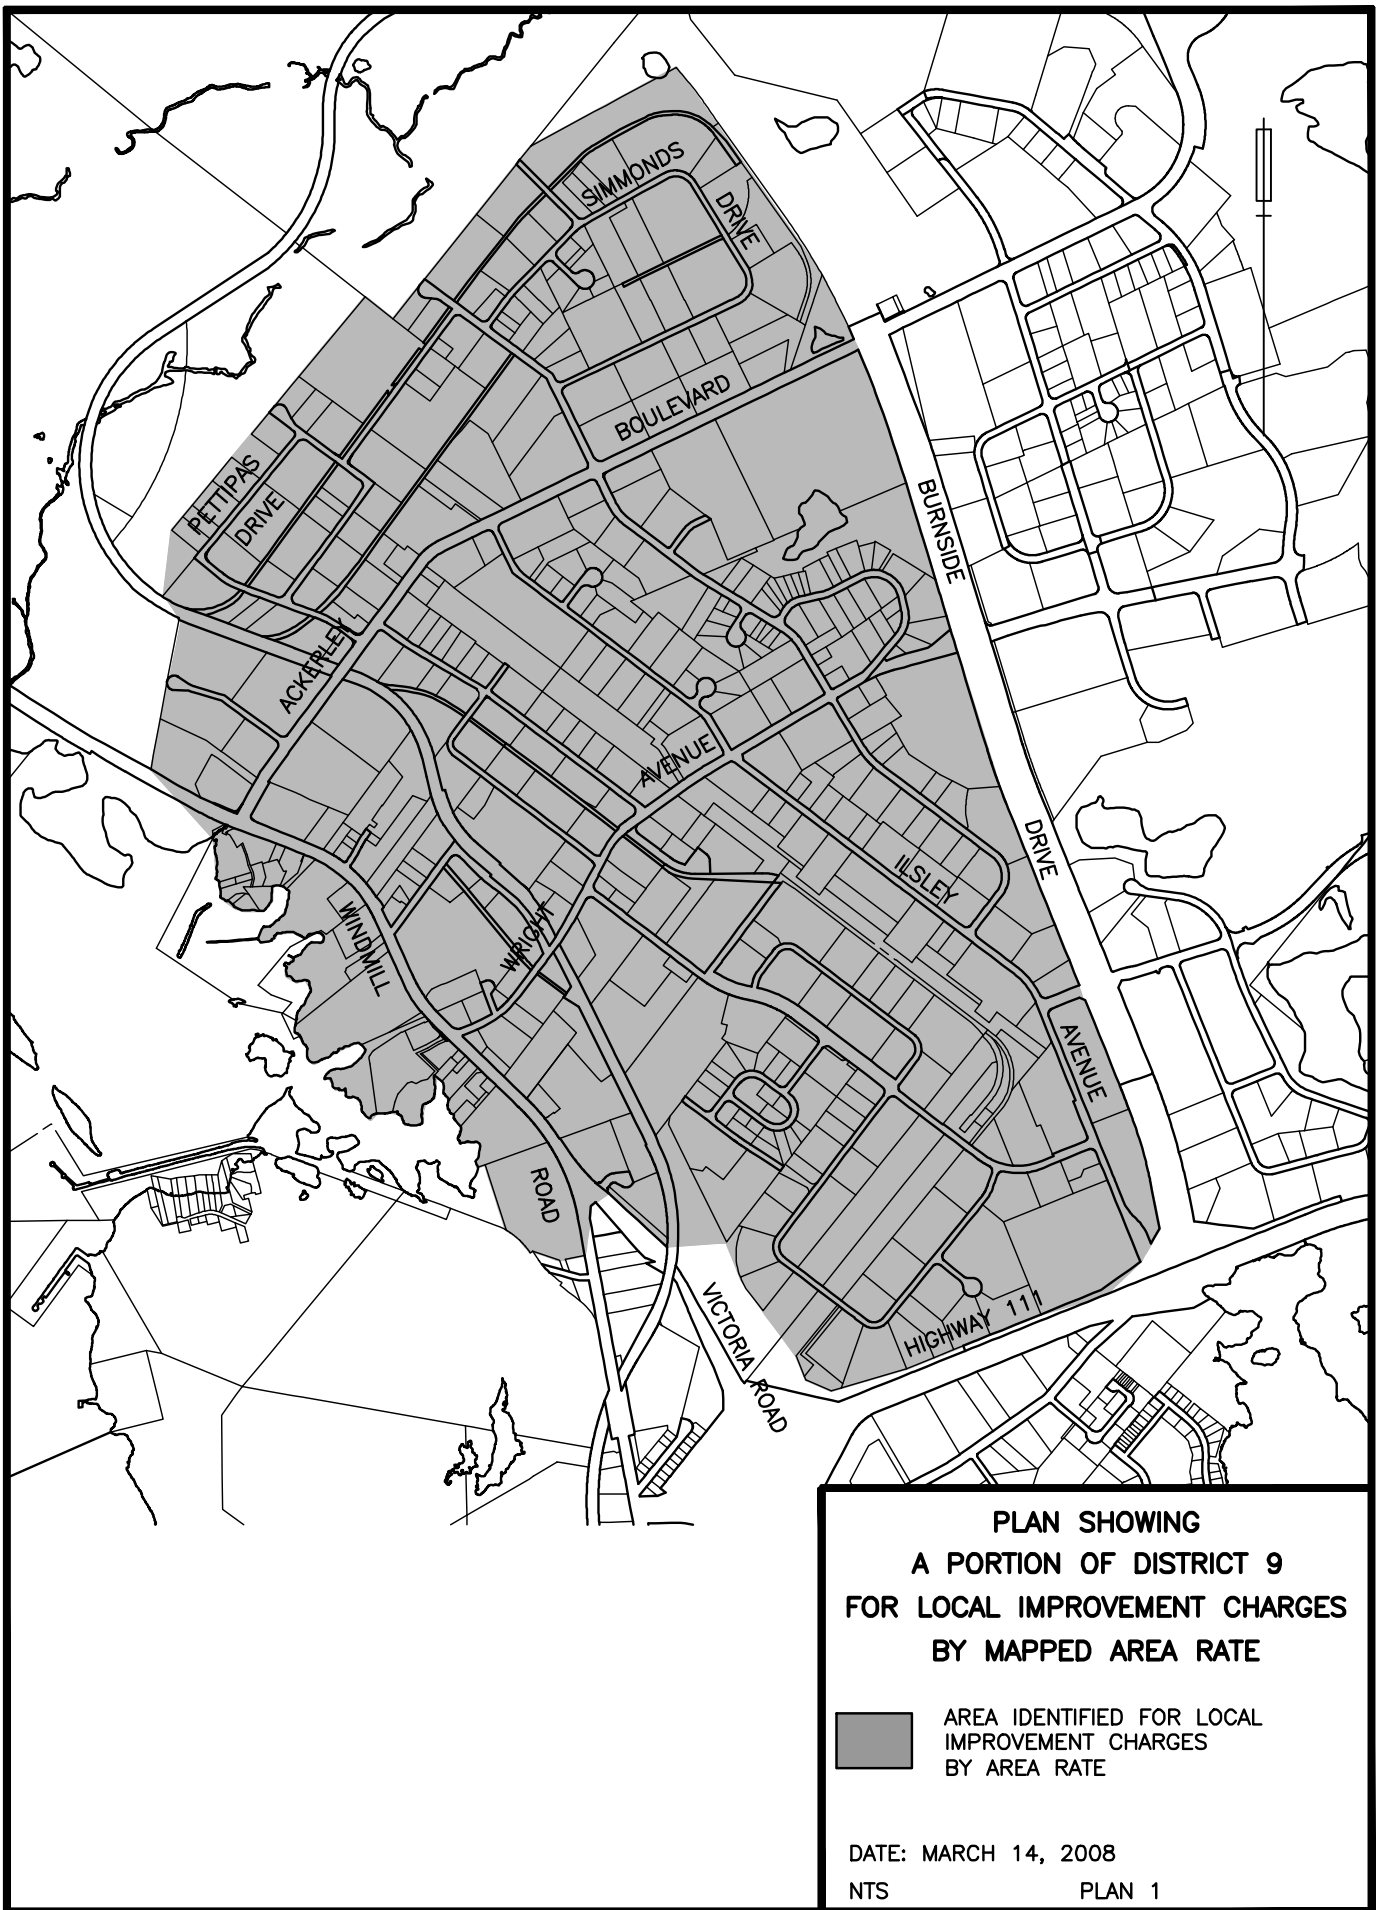 SIMMONDS
DRIVE
BOULEVARD
PETTIPAS
DRIVE
BURNSIDE
ACKERLEY
AVENUE
DRIVE
ILSLEY
WINDMILL
WRIGHT
AVENUE
ROAD
VICTORIA ROAD
HIGHWAY 111
PLAN SHOWING
A PORTION OF DISTRICT 9
FOR LOCAL IMPROVEMENT CHARGES
BY MAPPED AREA RATE
AREA IDENTIFIED FOR LOCAL
IMPROVEMENT CHARGES
BY AREA RATE
DATE: MARCH 14, 2008
NTS PLAN 1